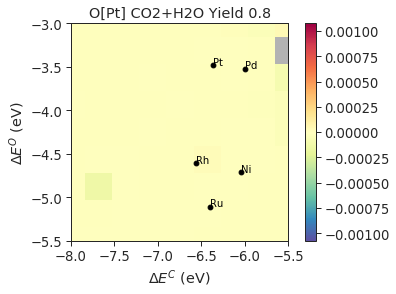 O[Pt] CO2+H2O Yield 0.8
−3.0
−3.5
−4.0
−4.5
−5.0
−5.5
ΔE^O (eV)
Pt
Pd
Rh
Ni
Ru
−8.0 −7.5 −7.0 −6.5 −6.0 −5.5
ΔE^C (eV)
0.00100
0.00075
0.00050
0.00025
0.00000
−0.00025
−0.00050
−0.00075
−0.00100